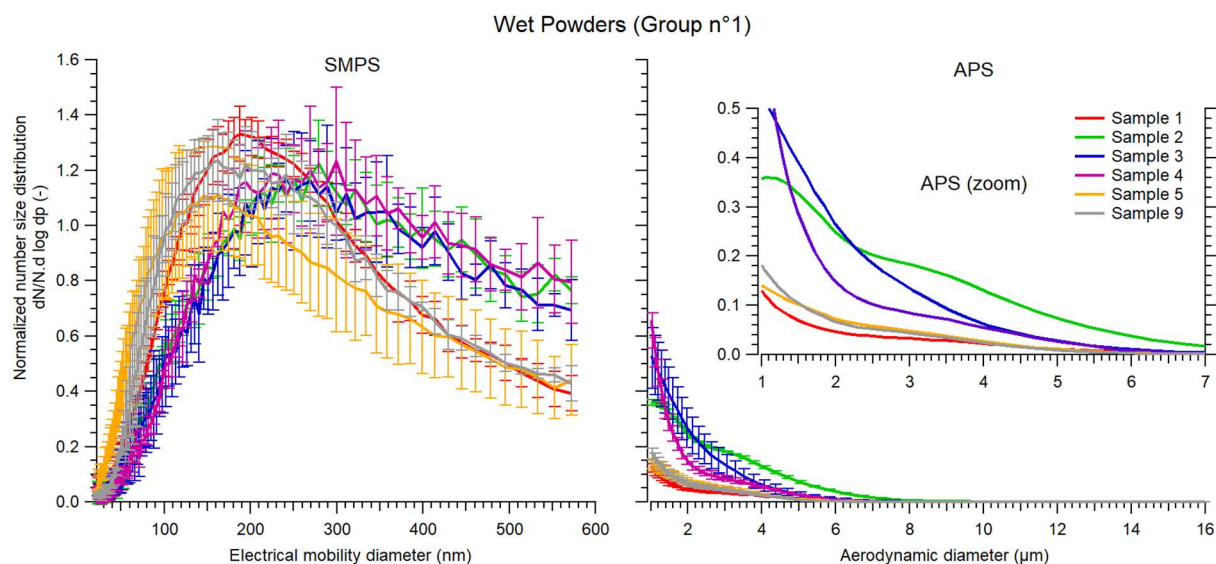 Wet Powders (Group n°1)
SMPS
APS
Normalized number size distribution
dN/N.d log dp (-)
1.6
1.4
1.2
1.0
0.8
0.6
0.4
0.2
0.0
100
200
300
400
500
600
Electrical mobility diameter (nm)
0.5
0.4
0.3
0.2
0.1
0.0
1
2
3
4
5
6
7
APS (zoom)
Sample 1
Sample 2
Sample 3
Sample 4
Sample 5
Sample 9
2
4
6
8
10
12
14
16
Aerodynamic diameter (µm)